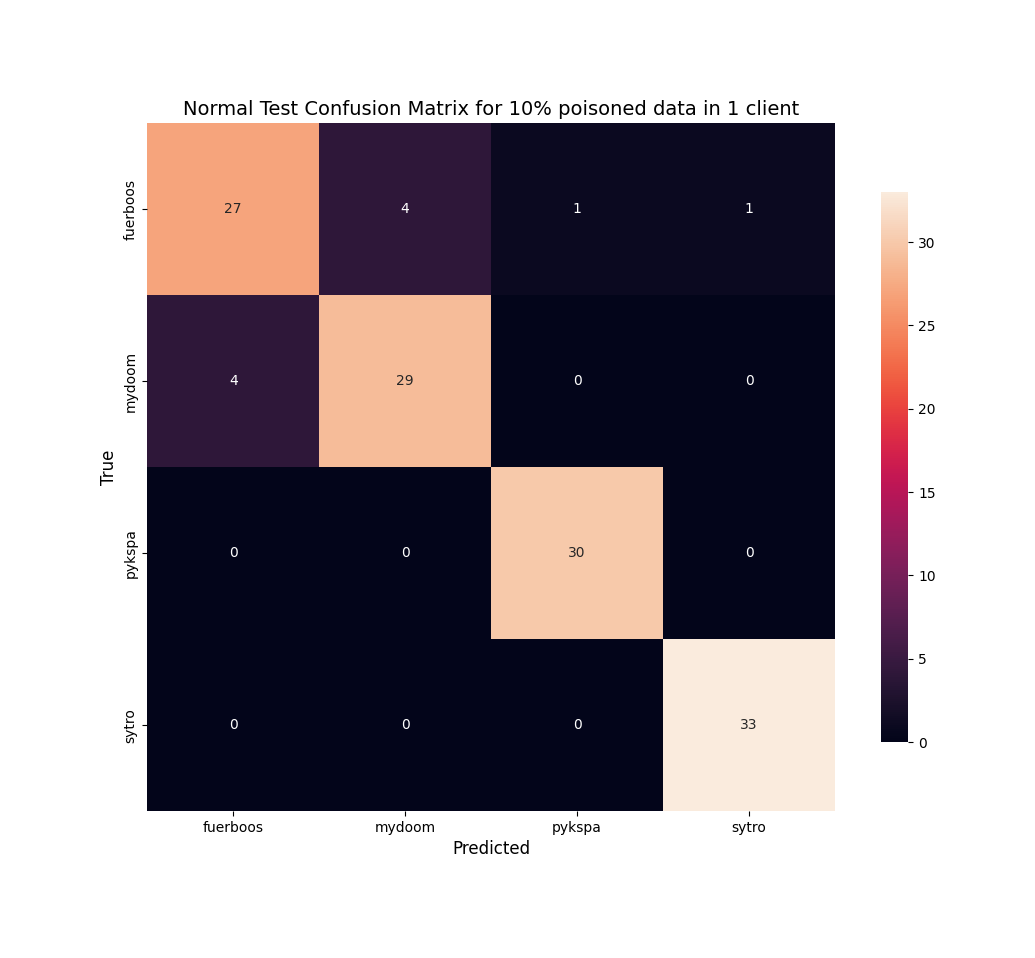 Normal Test Confusion Matrix for 10% poisoned data in 1 client
fuerboos
27 4 1 1
mydoom
4 29 0 0
pykspa
0 0 30 0
sytro
0 0 0 33
True
fuerboos mydoom pykspa sytro
Predicted
30
25
20
15
10
5
0